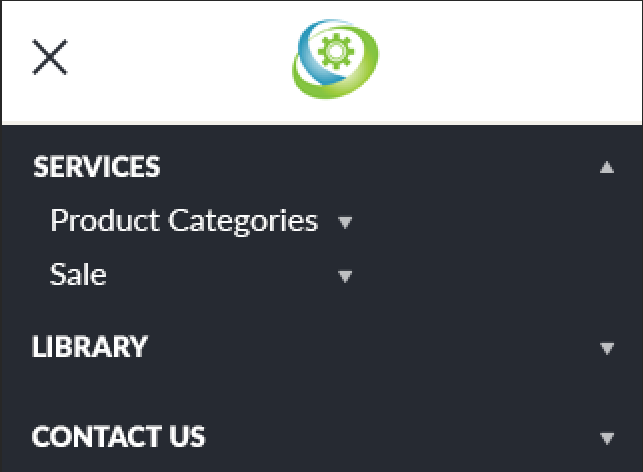 SERVICES
Product Categories
Sale
LIBRARY
CONTACT US